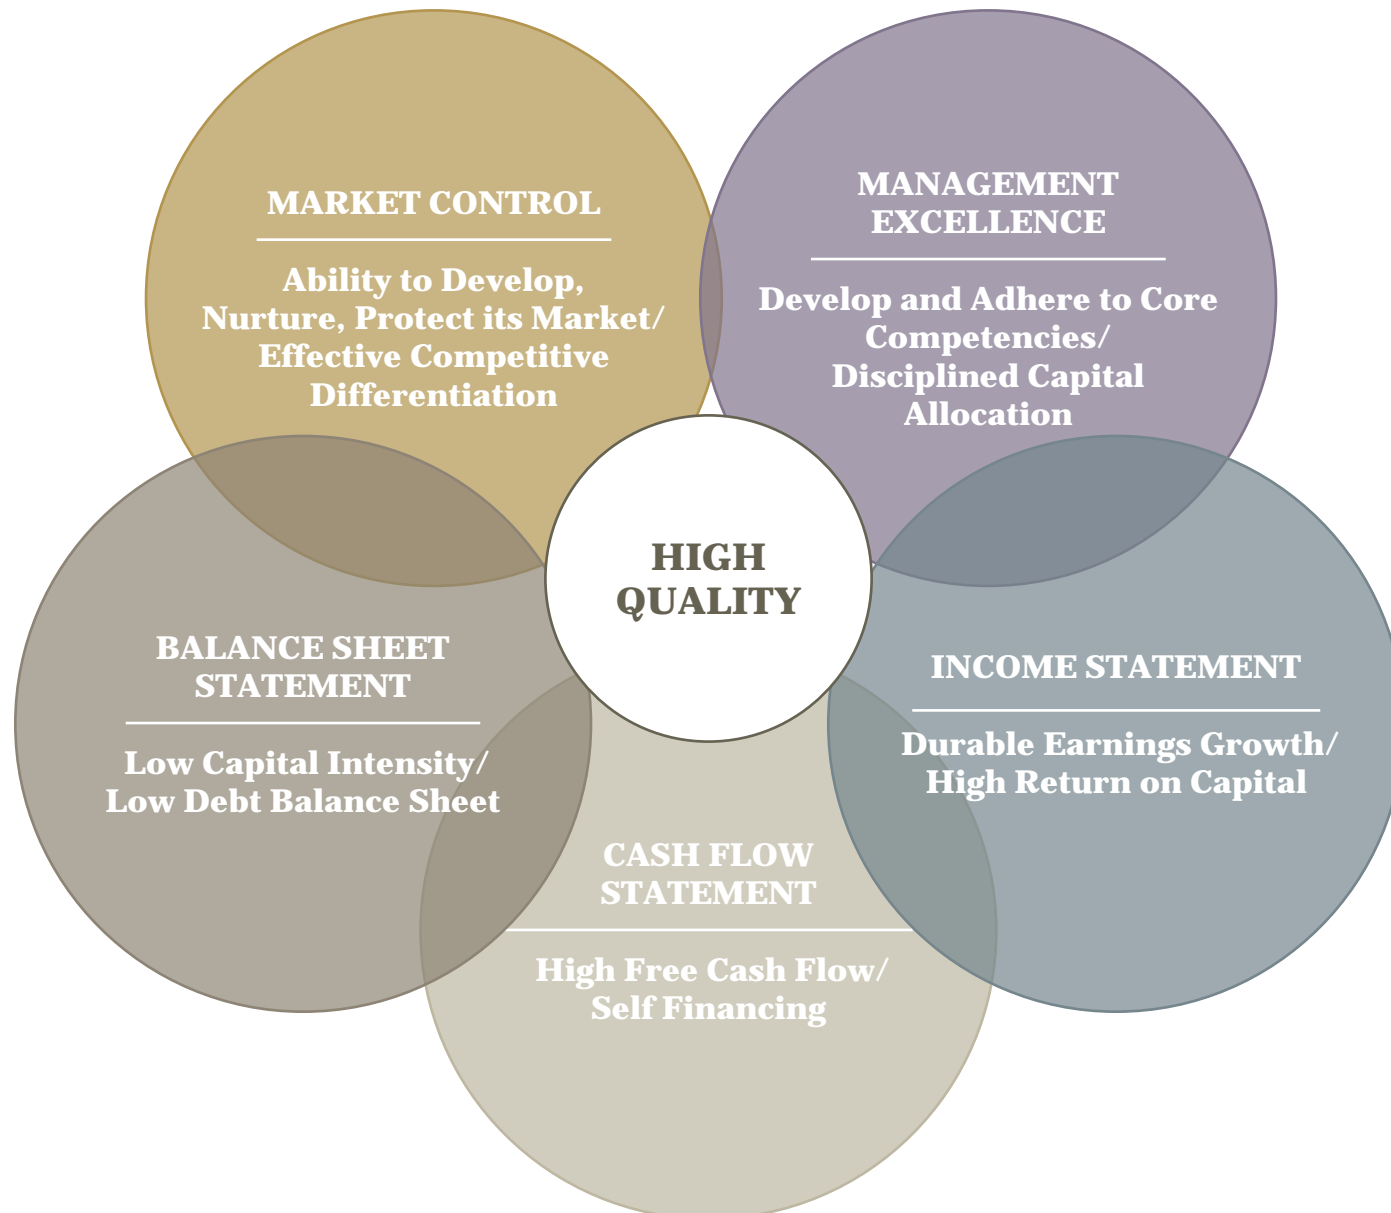 MARKET CONTROL
Ability to Develop,
Nurture, Protect its Market/
Effective Competitive
Differentiation
MANAGEMENT
EXCELLENCE
Develop and Adhere to Core
Competencies/
Disciplined Capital
Allocation
HIGH
QUALITY
BALANCE SHEET
STATEMENT
Low Capital Intensity/
Low Debt Balance Sheet
INCOME STATEMENT
Durable Earnings Growth/
High Return on Capital
CASH FLOW
STATEMENT
High Free Cash Flow/
Self Financing